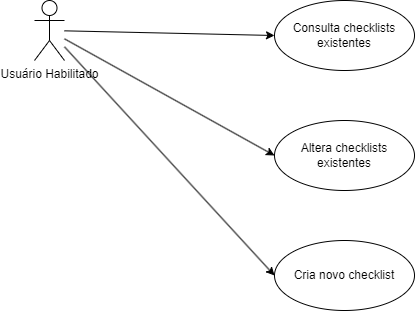 Consulta checklists
existentes
Usuário Habilitado
Altera checklists
existentes
Cria novo checklist